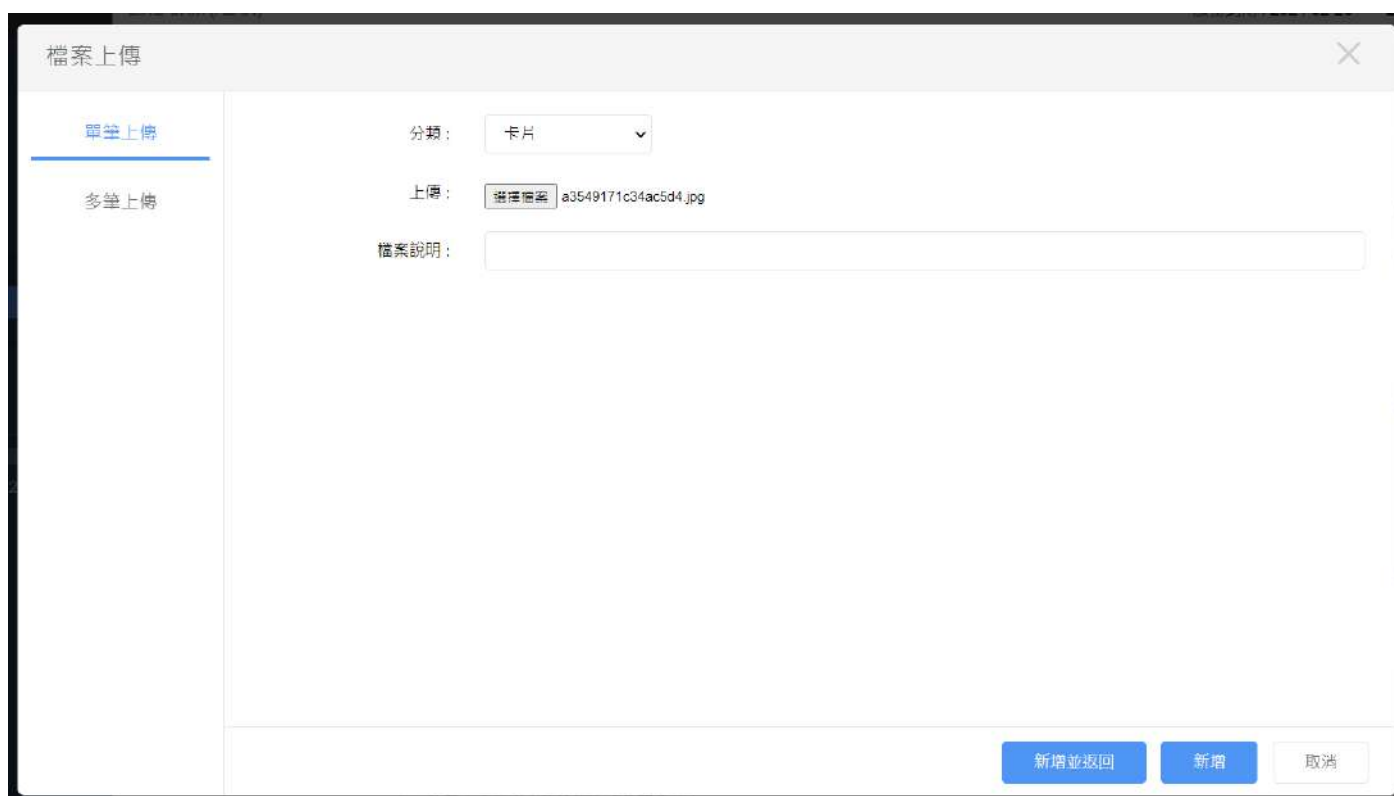 檔案上傳
單筆上傳
多筆上傳
分類：
卡片
上傳：
選擇檔案 a3549171c34ac5d4.jpg
檔案說明：
新增並返回
新增
取消